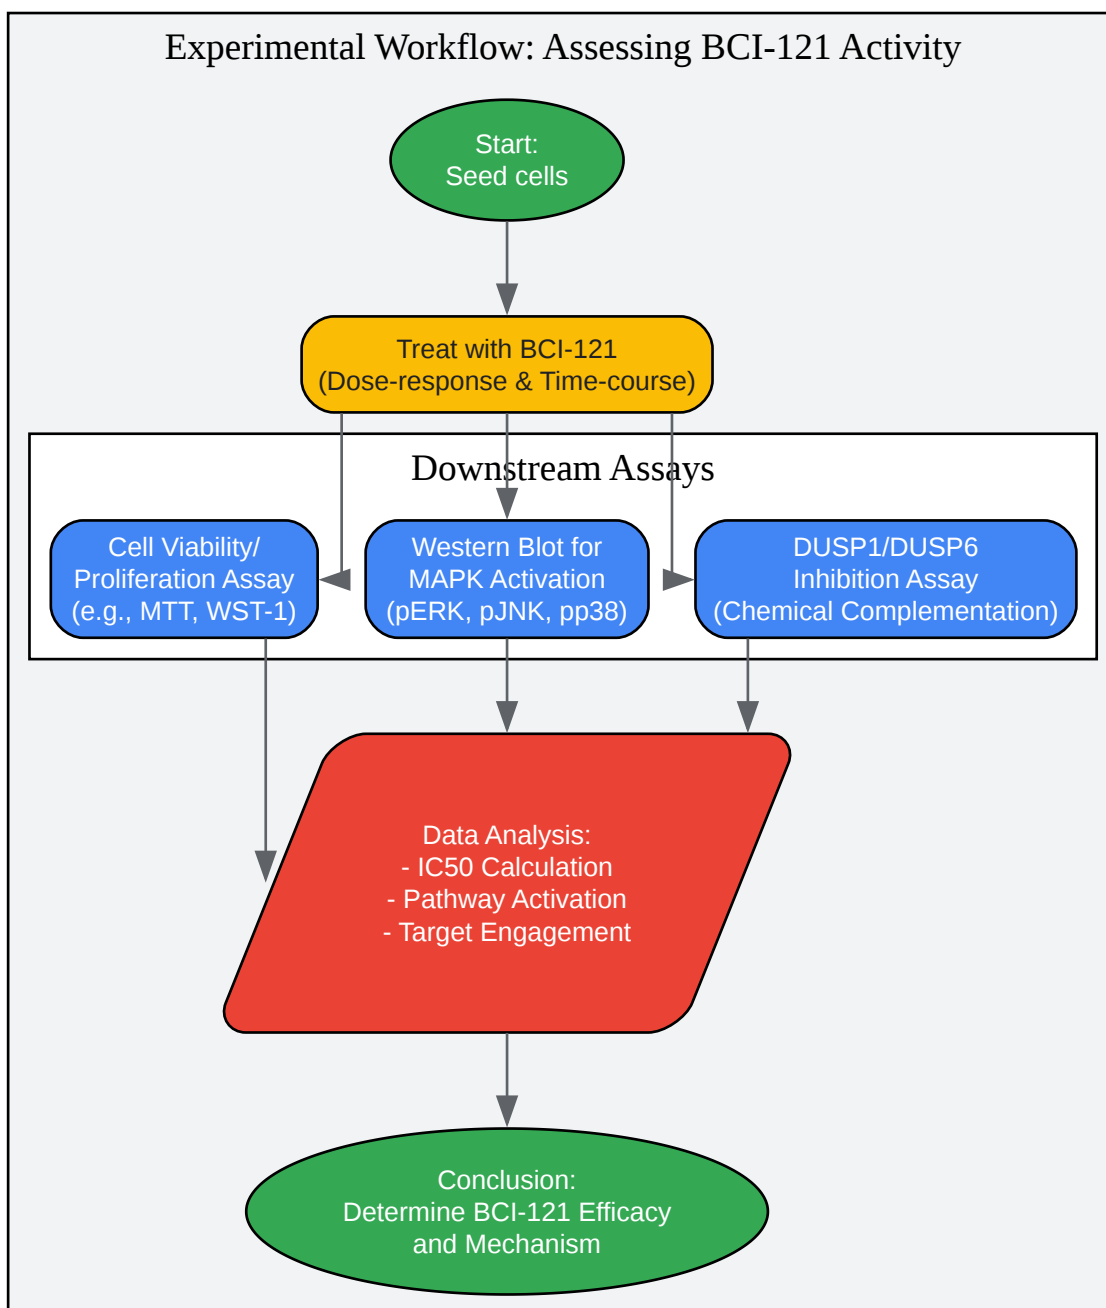 Experimental Workflow: Assessing BCI-121 Activity
Start:
Seed cells
Treat with BCI-121
(Dose-response & Time-course)
Downstream Assays
Cell Viability/
Proliferation Assay
(e.g., MTT, WST-1)
Western Blot for
MAPK Activation
(pERK, pJNK, pp38)
DUSP1/DUSP6
Inhibition Assay
(Chemical Complementation)
Data Analysis:
- IC50 Calculation
- Pathway Activation
- Target Engagement
Conclusion:
Determine BCI-121 Efficacy
and Mechanism